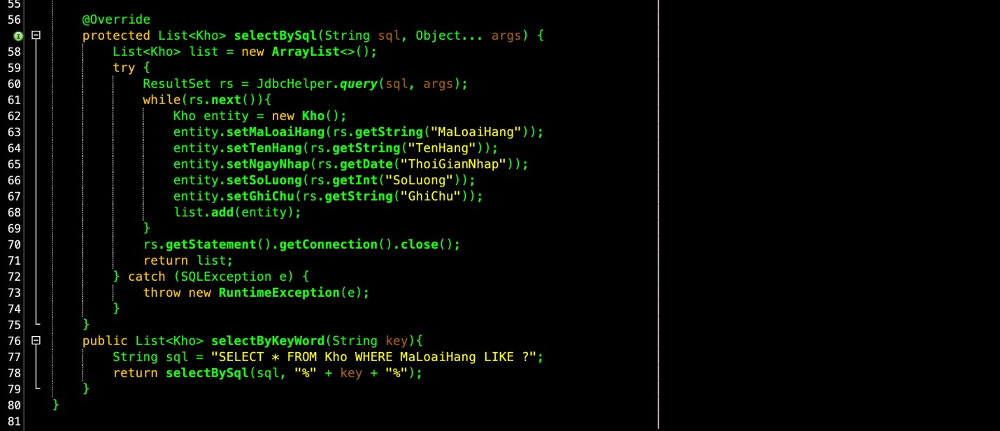 55
56 @Override
protected List<Kho> selectBySql(String sql, Object... args) {
58 List<Kho> list = new ArrayList<>();
59 try {
60 ResultSet rs = JdbcHelper.query(sql, args);
61 while(rs.next()){
62 Kho entity = new Kho();
63 entity.setMaLoaiHang(rs.getString("MaLoaiHang"));
64 entity.setTenHang(rs.getString("TenHang"));
65 entity.setNgayNhap(rs.getDate("ThoiGianNhap"));
66 entity.setSoLuong(rs.getInt("SoLuong"));
67 entity.setGhiChu(rs.getString("GhiChu"));
68 list.add(entity);
69 }
70 rs.getStatement().getConnection().close();
71 return list;
72 } catch (SQLException e) {
73 throw new RuntimeException(e);
74 }
75 }
76 public List<Kho> selectByKeyWord(String key){
77 String sql = "SELECT * FROM Kho WHERE MaLoaiHang LIKE ?";
78 return selectBySql(sql, "%" + key + "%");
79 }
80 }
81